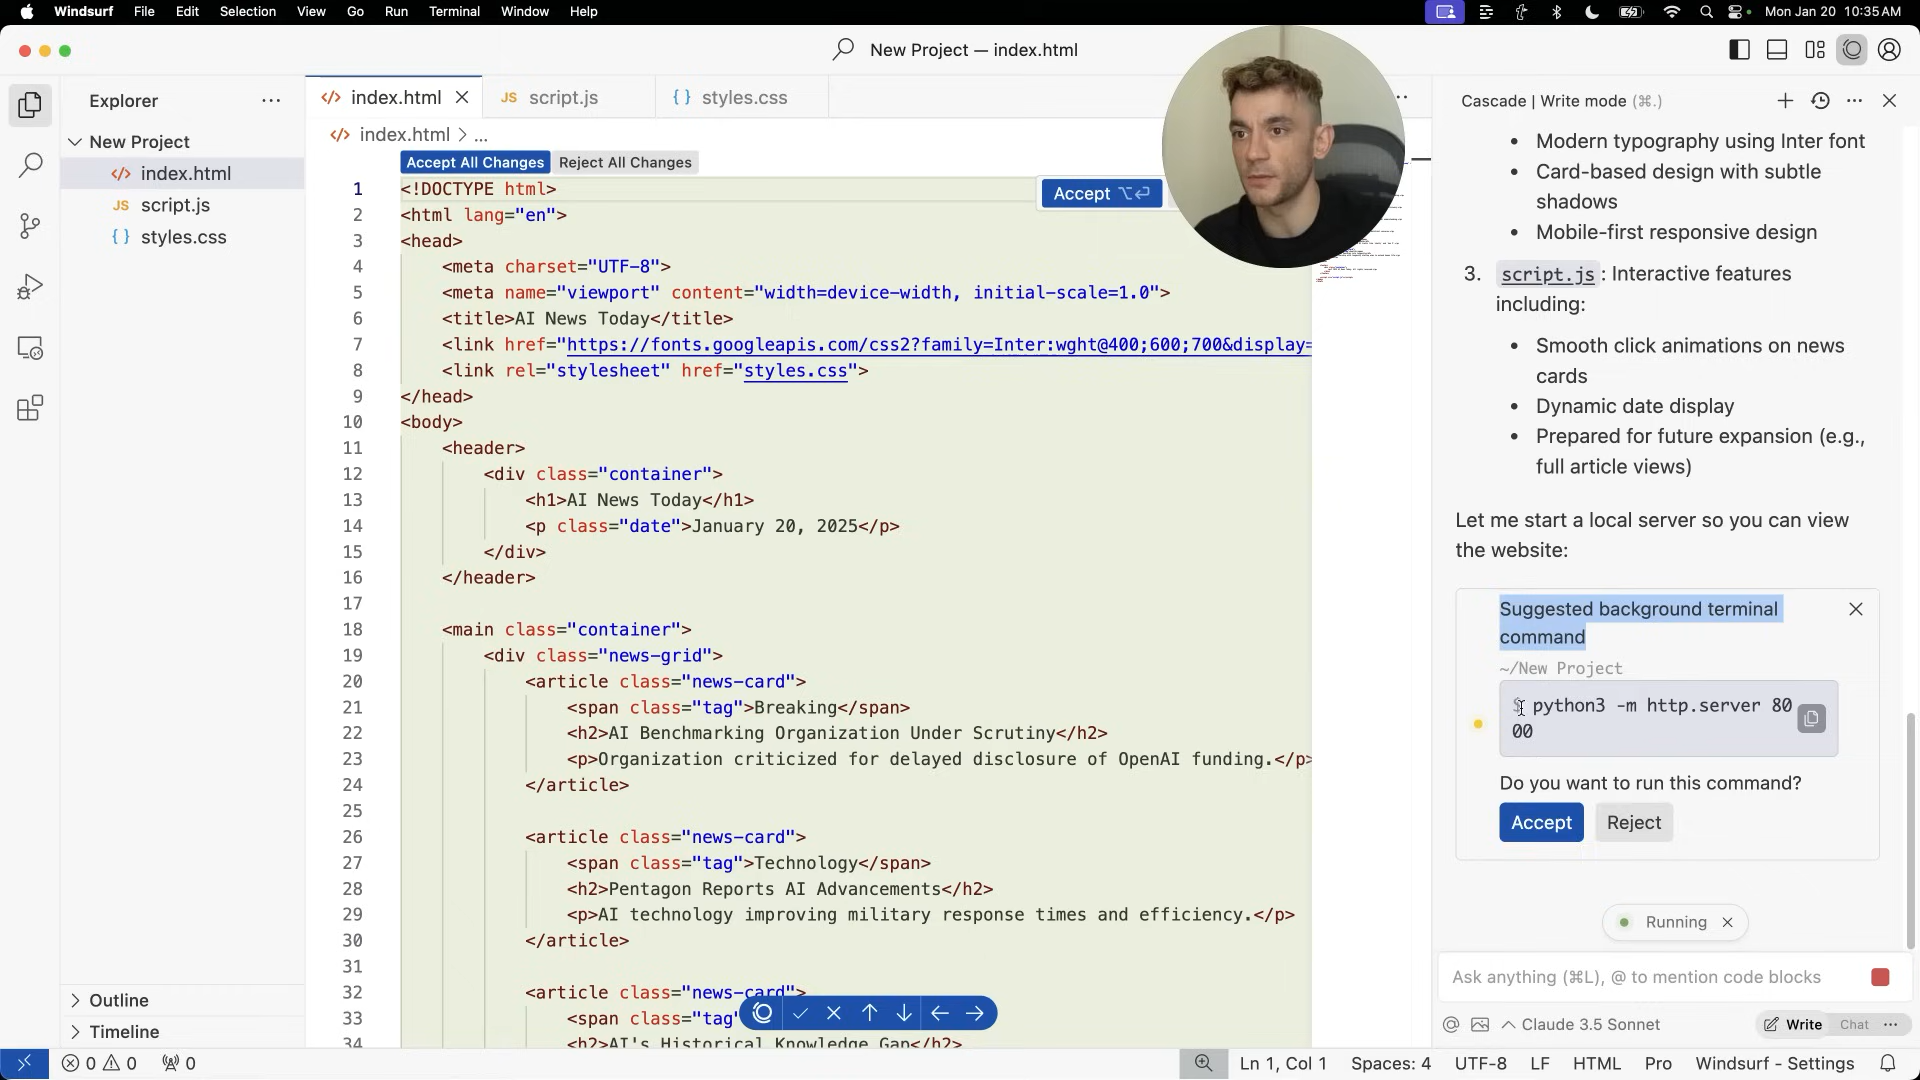 Windsurf File Edit Selection View Go Run Terminal Window Help
Mon Jan 20 10:35 AM
New Project — index.html
Explorer
New Project
index.html
JS script.js
{ } styles.css
Outline
Timeline
index.html
JS script.js
{ } styles.css
index.html > ...
Accept All Changes Reject All Changes
Accept
1 <!DOCTYPE html>
2 <html lang="en">
3 <head>
4 <meta charset="UTF-8">
5 <meta name="viewport" content="width=device-width, initial-scale=1.0">
6 <title>AI News Today</title>
7 <link href="https://fonts.googleapis.com/css2?family=Inter:wght@400;600;700&display=
8 <link rel="stylesheet" href="styles.css">
9 </head>
10 <body>
11 <header>
12 <div class="container">
13 <h1>AI News Today</h1>
14 <p class="date">January 20, 2025</p>
15 </div>
16 </header>
17
18 <main class="container">
19 <div class="news-grid">
20 <article class="news-card">
21 <span class="tag">Breaking</span>
22 <h2>AI Benchmarking Organization Under Scrutiny</h2>
23 <p>Organization criticized for delayed disclosure of OpenAI funding.</p>
24 </article>
25
26 <article class="news-card">
27 <span class="tag">Technology</span>
28 <h2>Pentagon Reports AI Advancements</h2>
29 <p>AI technology improving military response times and efficiency.</p>
30 </article>
31
32 <article class="news-card">
33 <span class="tag"
34 <h2>AI's Historical Knowledge Gap</h2>
Cascade | Write mode (⌘.)
• Modern typography using Inter font
• Card-based design with subtle
shadows
• Mobile-first responsive design
3. script.js: Interactive features
including:
• Smooth click animations on news
cards
• Dynamic date display
• Prepared for future expansion (e.g.,
full article views)
Let me start a local server so you can view
the website:
Suggested background terminal
command
~/New Project
$ python3 -m http.server 80
00
Do you want to run this command?
Accept Reject
Running
Ask anything (⌘L), @ to mention code blocks
Claude 3.5 Sonnet
Write Chat
0 0 0
Ln 1, Col 1 Spaces: 4 UTF-8 LF HTML Pro Windsurf - Settings